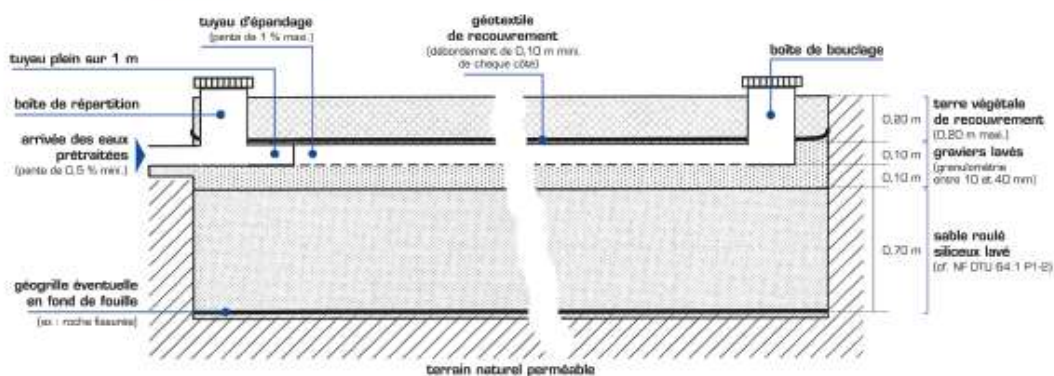 tuyau d'épandage
(pente de 1 % maxi.)
géotextile
de recouvrement
(débordement de 0,10 m mini.
de chaque côté)
boîte de bouclage
tuyau plein sur 1 m
boîte de répartition
arrivée des eaux
prétraitées
(pente de 0,5 % mini.)
0,20 m
terre végétale
de recouvrement
(0,20 m maxi.)
0,10 m
0,10 m
graviers lavés
(granulométrie
entre 10 et 40 mm)
0,70 m
sable roulé
siliceux lavé
(cf. NF DTU 64.1 P1-2)
géogrille éventuelle
en fond de fouille
(ex : roche fissurée)
terrain naturel perméable